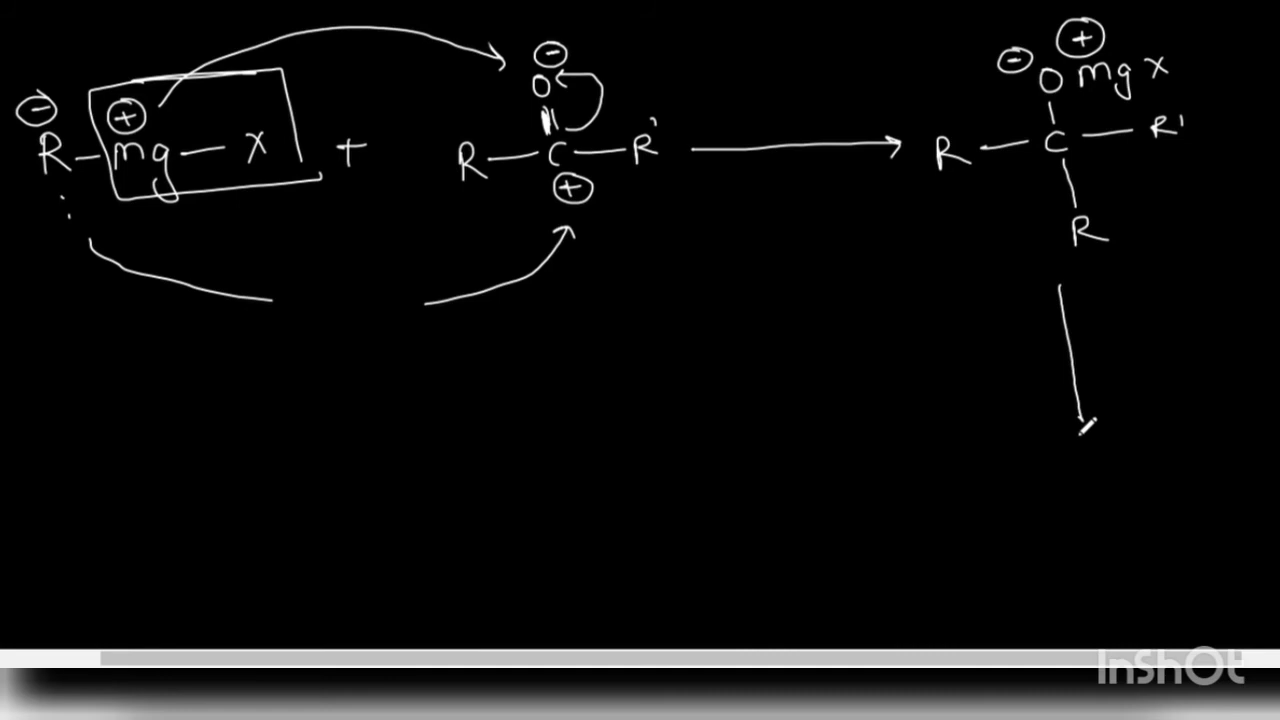 ⊖ ⊕
R — mg — X + R — C — R'
:
⊖
O
||
⊕
⊖ ⊕
O mg x
R — C — R'
R
InShOt